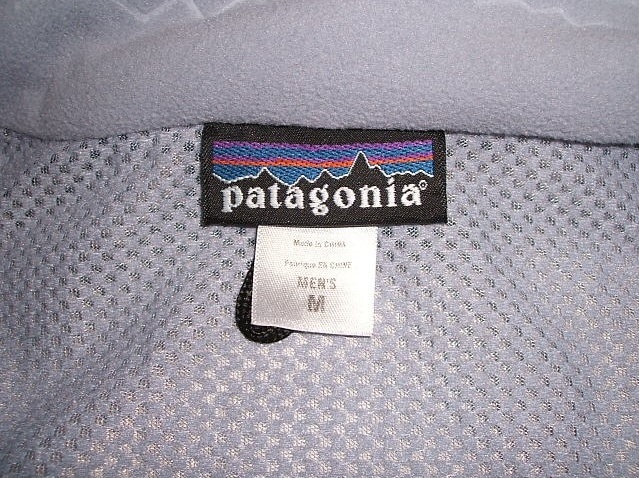 patagonia®
Made in CHINA
Fabriqué EN CHINE
MEN'S
M